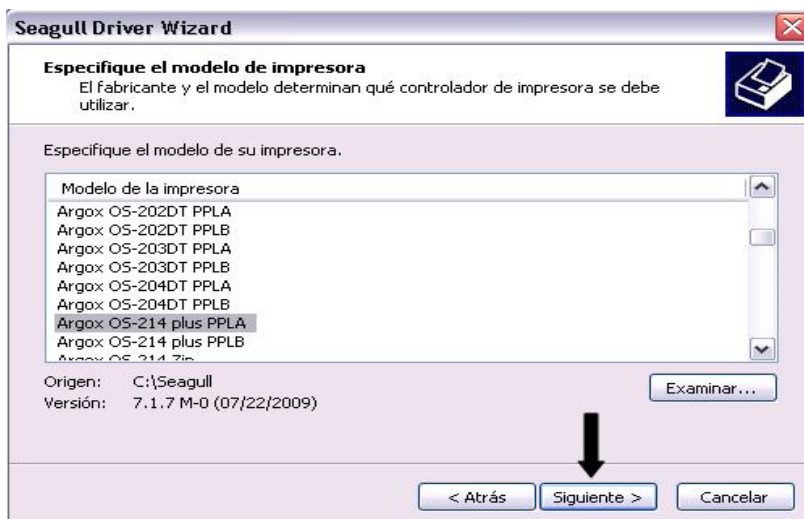 Seagull Driver Wizard
Especifique el modelo de impresora
El fabricante y el modelo determinan qué controlador de impresora se debe
utilizar.
Especifique el modelo de su impresora.
Modelo de la impresora
Argox OS-202DT PPLA
Argox OS-202DT PPLB
Argox OS-203DT PPLA
Argox OS-203DT PPLB
Argox OS-204DT PPLA
Argox OS-204DT PPLB
Argox OS-214 plus PPLA
Argox OS-214 plus PPLB
Argox OS-214 Zip
Origen: C:\Seagull
Examinar...
Versión: 7.1.7 M-0 (07/22/2009)
< Atrás Siguiente > Cancelar